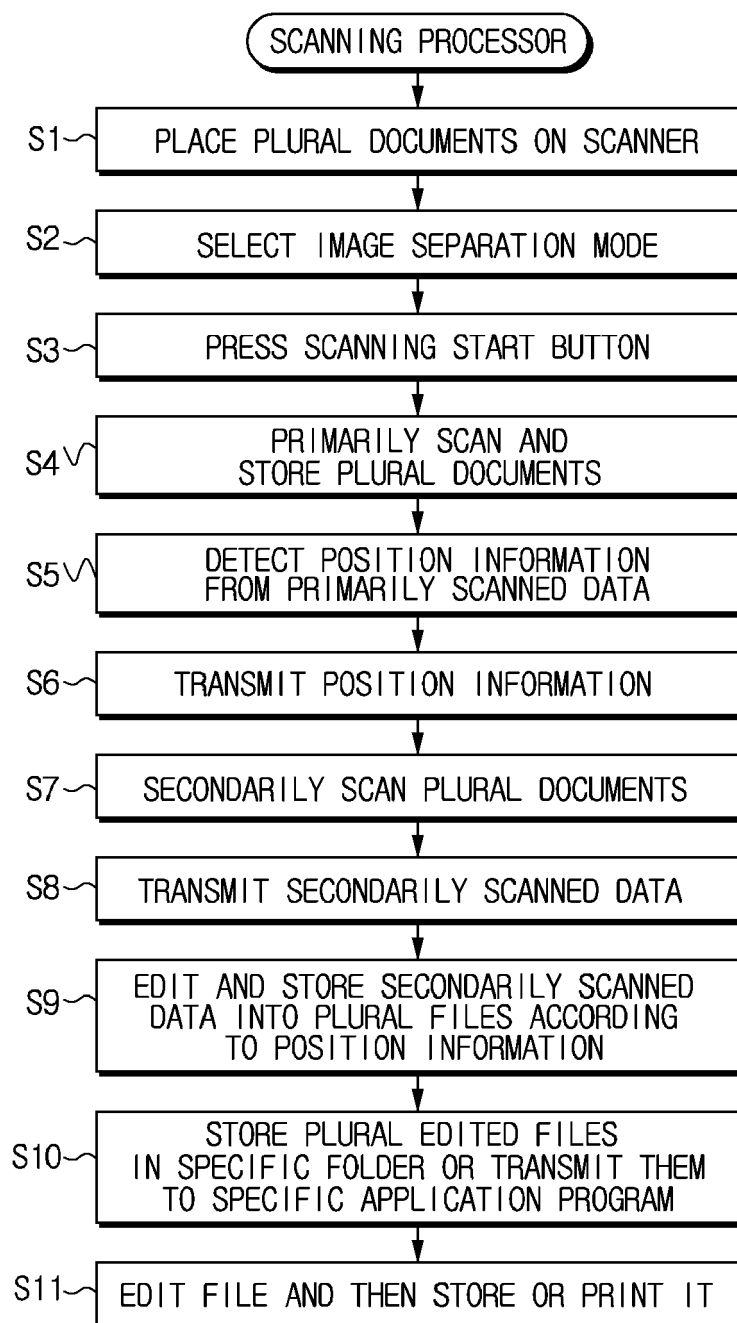 SCANNING PROCESSOR
S1
PLACE PLURAL DOCUMENTS ON SCANNER
S2
SELECT IMAGE SEPARATION MODE
S3
PRESS SCANNING START BUTTON
S4
PRIMARILY SCAN AND
STORE PLURAL DOCUMENTS
S5
DETECT POSITION INFORMATION
FROM PRIMARILY SCANNED DATA
S6
TRANSMIT POSITION INFORMATION
S7
SECONDARILY SCAN PLURAL DOCUMENTS
S8
TRANSMIT SECONDARILY SCANNED DATA
S9
EDIT AND STORE SECONDARILY SCANNED
DATA INTO PLURAL FILES ACCORDING
TO POSITION INFORMATION
S10
STORE PLURAL EDITED FILES
IN SPECIFIC FOLDER OR TRANSMIT THEM
TO SPECIFIC APPLICATION PROGRAM
S11
EDIT FILE AND THEN STORE OR PRINT IT